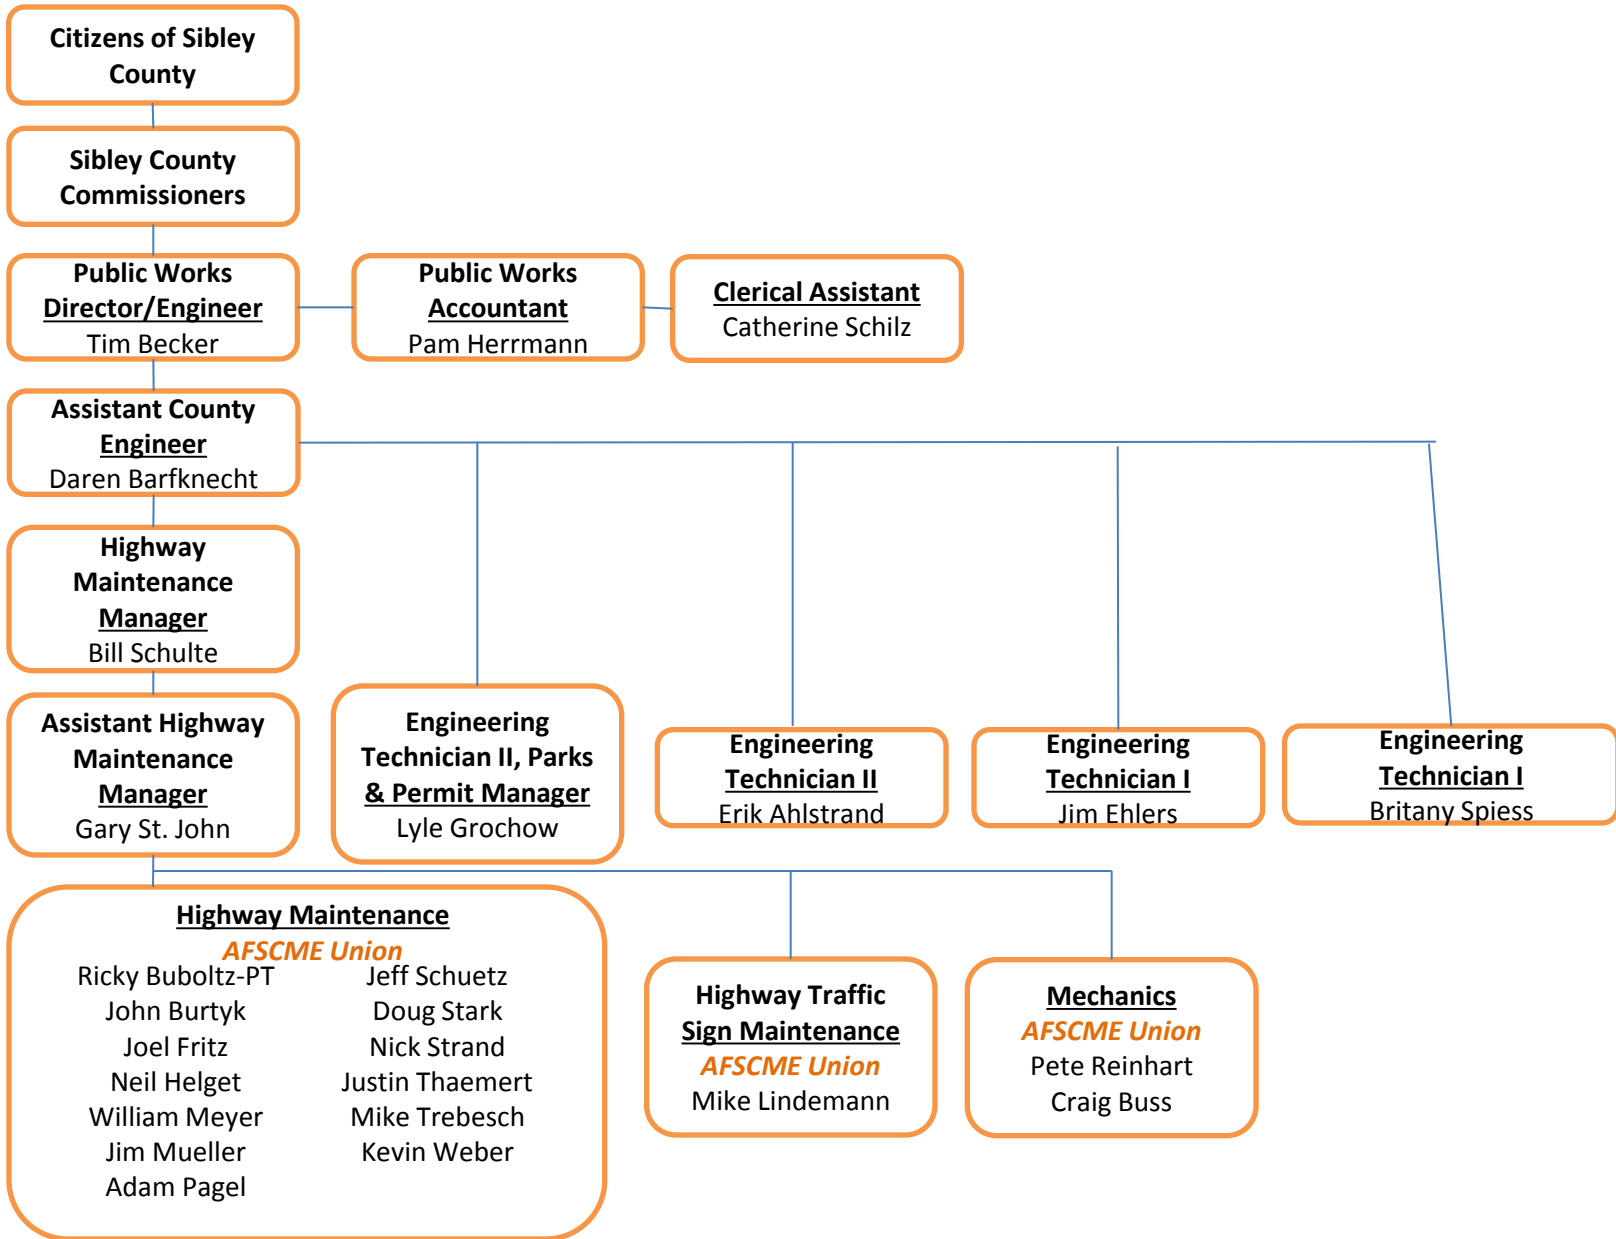 Citizens of Sibley
County
Sibley County
Commissioners
Public Works
Director/Engineer
Tim Becker
Public Works
Accountant
Pam Herrmann
Clerical Assistant
Catherine Schilz
Assistant County
Engineer
Daren Barfknecht
Highway
Maintenance
Manager
Bill Schulte
Assistant Highway
Maintenance
Manager
Gary St. John
Engineering
Technician II, Parks
& Permit Manager
Lyle Grochow
Engineering
Technician II
Erik Ahlstrand
Engineering
Technician I
Jim Ehlers
Engineering
Technician I
Britany Spiess
Highway Maintenance
AFSCME Union
Ricky Buboltz-PT
John Burtyk
Joel Fritz
Neil Helget
William Meyer
Jim Mueller
Adam Pagel
Jeff Schuetz
Doug Stark
Nick Strand
Justin Thaemert
Mike Trebesch
Kevin Weber
Highway Traffic
Sign Maintenance
AFSCME Union
Mike Lindemann
Mechanics
AFSCME Union
Pete Reinhart
Craig Buss